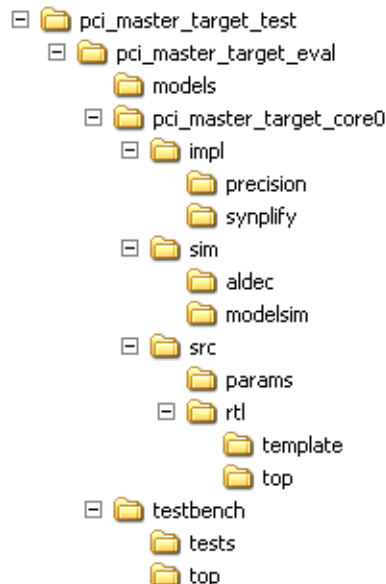 pci_master_target_test
pci_master_target_eval
models
pci_master_target_core0
impl
precision
synplify
sim
aldec
modelsim
src
params
rtl
template
top
testbench
tests
top